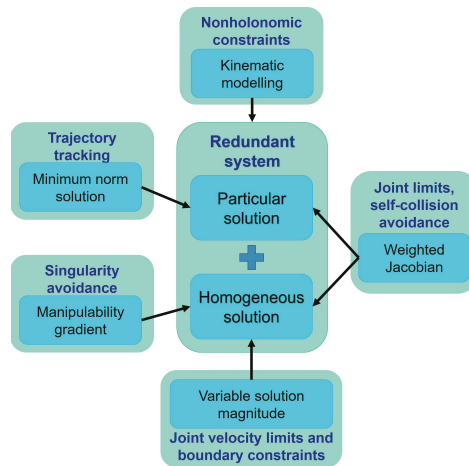 Nonholonomic
constraints
Kinematic
modelling
Trajectory
tracking
Minimum norm
solution
Redundant
system
Particular
solution
Joint limits,
self-collision
avoidance
Weighted
Jacobian
Singularity
avoidance
Manipulability
gradient
Homogeneous
solution
Variable solution
magnitude
Joint velocity limits and
boundary constraints